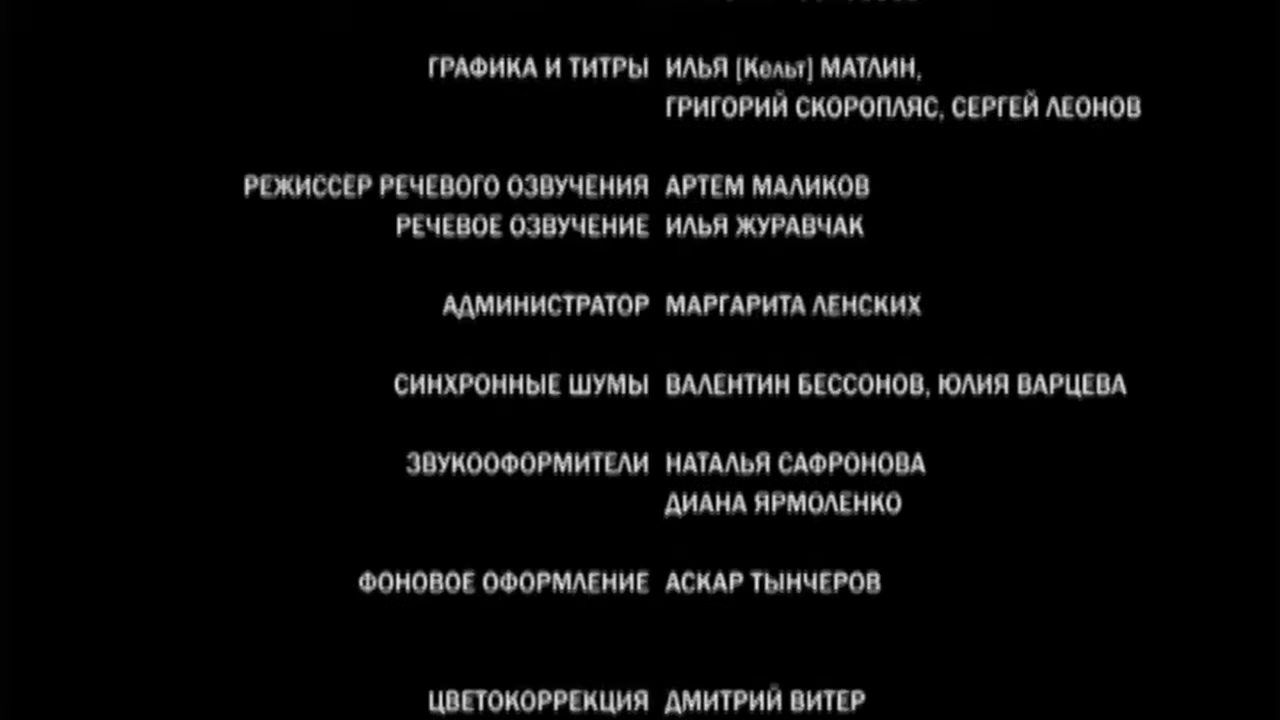 ГРАФИКА И ТИТРЫ ИЛЬЯ [Кельт] МАТЛИН,
ГРИГОРИЙ СКОРОПЛЯС, СЕРГЕЙ ЛЕОНОВ
РЕЖИССЕР РЕЧЕВОГО ОЗВУЧЕНИЯ АРТЕМ МАЛИКОВ
РЕЧЕВОЕ ОЗВУЧЕНИЕ ИЛЬЯ ЖУРАВЧАК
АДМИНИСТРАТОР МАРГАРИТА ЛЕНСКИХ
СИНХРОННЫЕ ШУМЫ ВАЛЕНТИН БЕССОНОВ, ЮЛИЯ ВАРЦЕВА
ЗВУКООФОРМИТЕЛИ НАТАЛЬЯ САФРОНОВА
ДИАНА ЯРМОЛЕНКО
ФОНОВОЕ ОФОРМЛЕНИЕ АСКАР ТЫНЧЕРОВ
ЦВЕТОКОРРЕКЦИЯ ДМИТРИЙ ВИТЕР